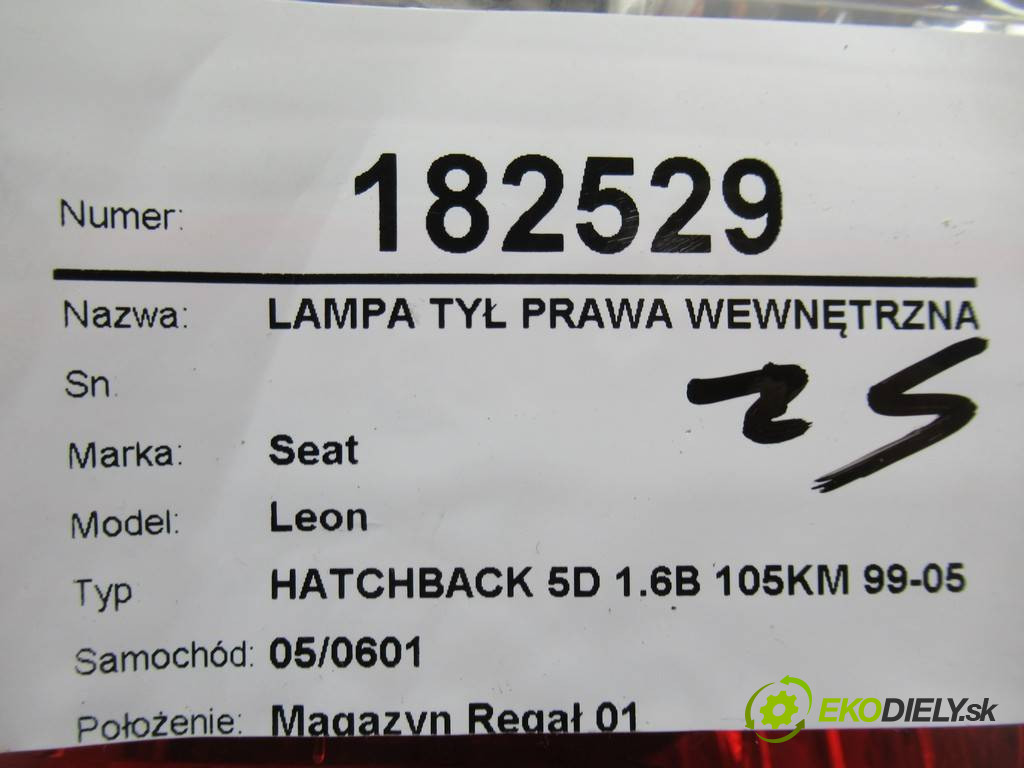 Numer: 182529
Nazwa: LAMPA TYŁ PRAWA WEWNĘTRZNA
Sn.
Marka: Seat
Model: Leon
Typ HATCHBACK 5D 1.6B 105KM 99-05
Samochód: 05/0601
Położenie: Magazyn Regał 01
EKODIELY.sk